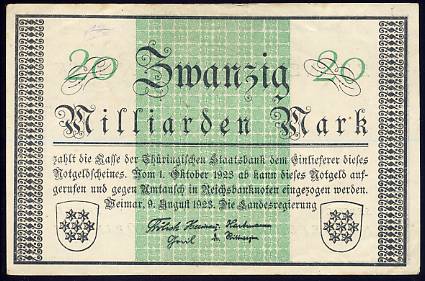 20 Zwanzig 20
Milliarden Mark
zahlt die Kasse der Thüringischen Staatsbank dem Einlieferer dieses
Notgeldscheines. Vom 1. Oktober 1923 ab kann dieses Notgeld auf-
gerufen und gegen Umtausch in Reichsbanknoten eingezogen werden.
Weimar, 9. August 1923. Die Landesregierung
Frölich Hartmann